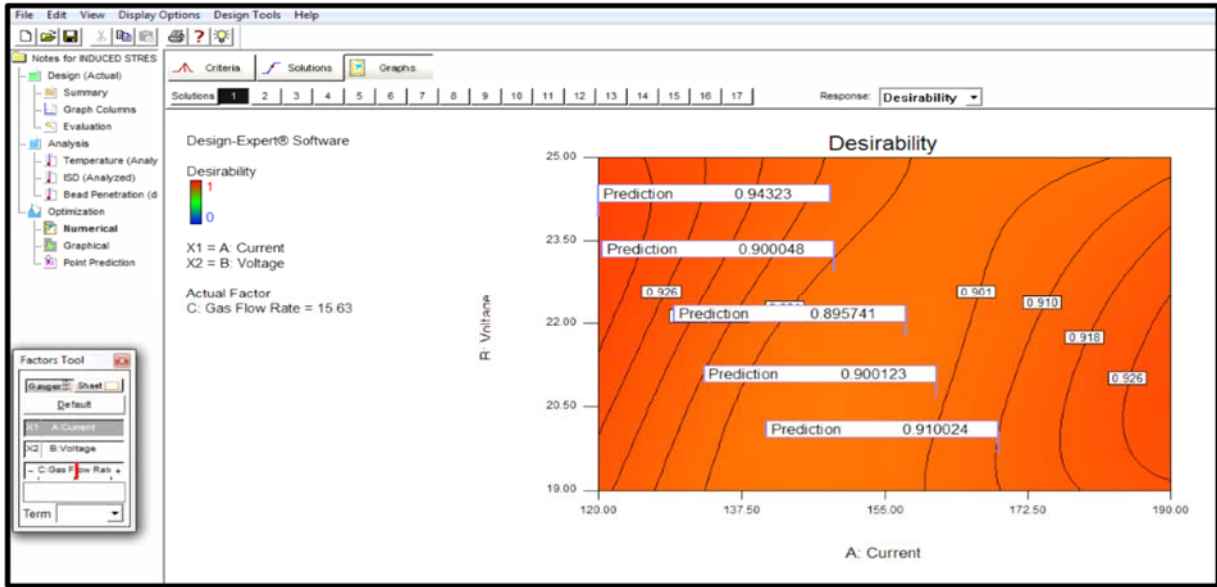 File Edit View Display Options Design Tools Help
Notes for INDUCED STRES
Design (Actual)
Summary
Graph Columns
Evaluation
Analysis
Temperature (Analy
ISD (Analyzed)
Bead Penetration (d
Optimization
Numerical
Graphical
Point Prediction
Criteria Solutions Graphs
Solutions 1 2 3 4 5 6 7 8 9 10 11 12 13 14 15 16 17 Response: Desirability
Design-Expert® Software
Desirability
1
0
X1 = A: Current
X2 = B: Voltage
Actual Factor
C: Gas Flow Rate = 15.63
Factors Tool
Gauges Sheet
Default
X1 A:Current
X2 B:Voltage
- C:Gas Flow Rate +
Term
Desirability
25.00
23.50
22.00
20.50
19.00
B: Voltage
Prediction 0.94323
Prediction 0.900048
Prediction 0.895741
Prediction 0.900123
Prediction 0.910024
0.926
0.901
0.910
0.918
0.926
120.00 137.50 155.00 172.50 190.00
A: Current